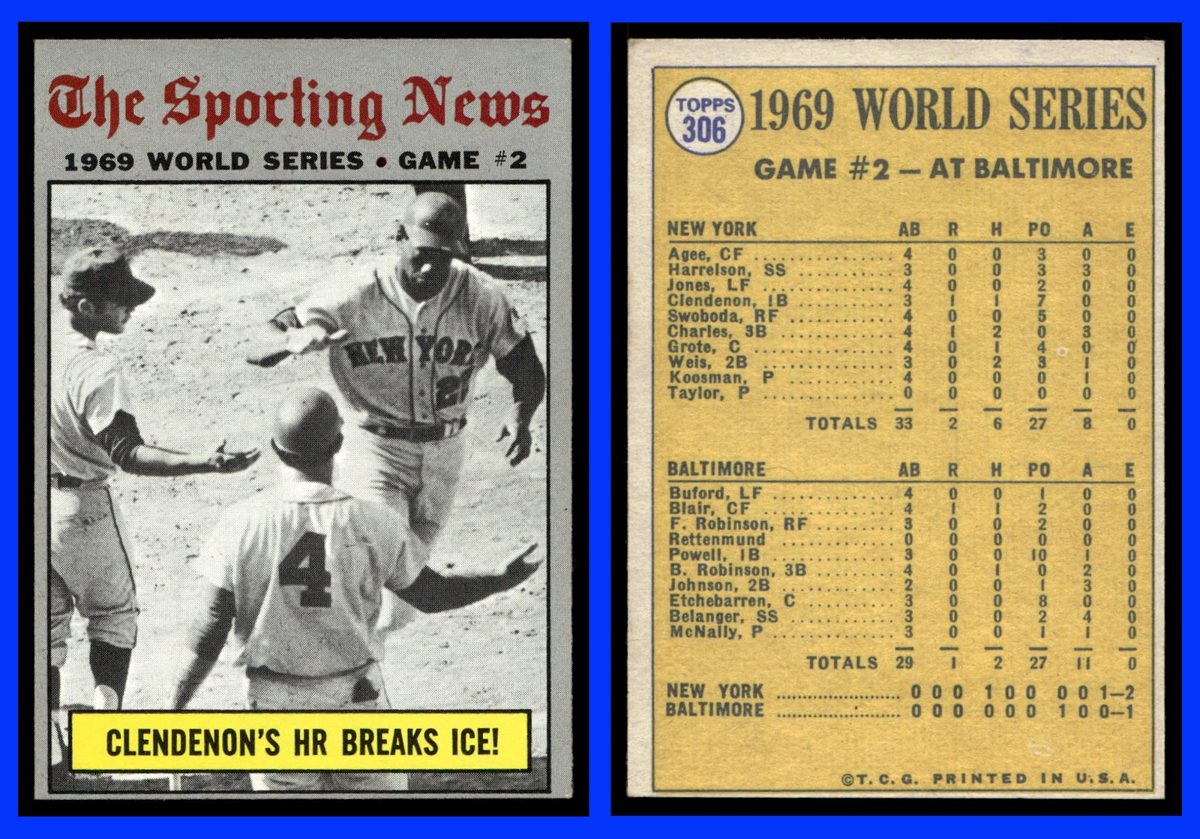 The Sporting News
1969 WORLD SERIES • GAME #2
NEW YORK
2
4
CLENDENON'S HR BREAKS ICE!
TOPPS
306
1969 WORLD SERIES
GAME #2 — AT BALTIMORE
NEW YORK AB R H PO A E
Agee, CF 4 0 0 3 0 0
Harrelson, SS 3 0 0 3 3 0
Jones, LF 4 0 0 2 0 0
Clendenon, 1B 3 1 1 7 0 0
Swoboda, RF 4 0 0 5 0 0
Charles, 3B 4 1 2 0 3 0
Grote, C 4 0 1 4 0 0
Weis, 2B 3 0 2 3 1 0
Koosman, P 4 0 0 0 1 0
Taylor, P 0 0 0 0 0 0
TOTALS 33 2 6 27 8 0
BALTIMORE AB R H PO A E
Buford, LF 4 0 0 1 0 0
Blair, CF 4 1 1 2 0 0
F. Robinson, RF 3 0 0 2 0 0
Rettenmund 0 0 0 0 0 0
Powell, 1B 3 0 0 10 1 0
B. Robinson, 3B 4 0 1 0 2 0
Johnson, 2B 2 0 0 1 3 0
Etchebarren, C 3 0 0 8 0 0
Belanger, SS 3 0 0 2 4 0
McNally, P 3 0 0 1 1 0
TOTALS 29 1 2 27 11 0
NEW YORK 0 0 0 1 0 0 0 0 1—2
BALTIMORE 0 0 0 0 0 0 1 0 0—1
©T.C.G. PRINTED IN U.S.A.